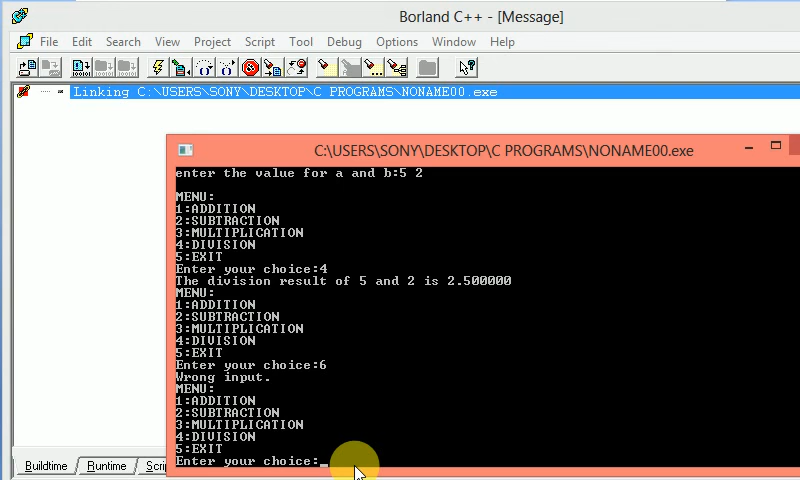 Borland C++ - [Message]
File Edit Search View Project Script Tool Debug Options Window Help
Linking C:\USERS\SONY\DESKTOP\C PROGRAMS\NONAME00.exe
C:\USERS\SONY\DESKTOP\C PROGRAMS\NONAME00.exe
enter the value for a and b:5 2
MENU:
1:ADDITION
2:SUBTRACTION
3:MULTIPLICATION
4:DIVISION
5:EXIT
Enter your choice:4
The division result of 5 and 2 is 2.500000
MENU:
1:ADDITION
2:SUBTRACTION
3:MULTIPLICATION
4:DIVISION
5:EXIT
Enter your choice:6
Wrong input.
MENU:
1:ADDITION
2:SUBTRACTION
3:MULTIPLICATION
4:DIVISION
5:EXIT
Enter your choice:_
Buildtime Runtime Scri